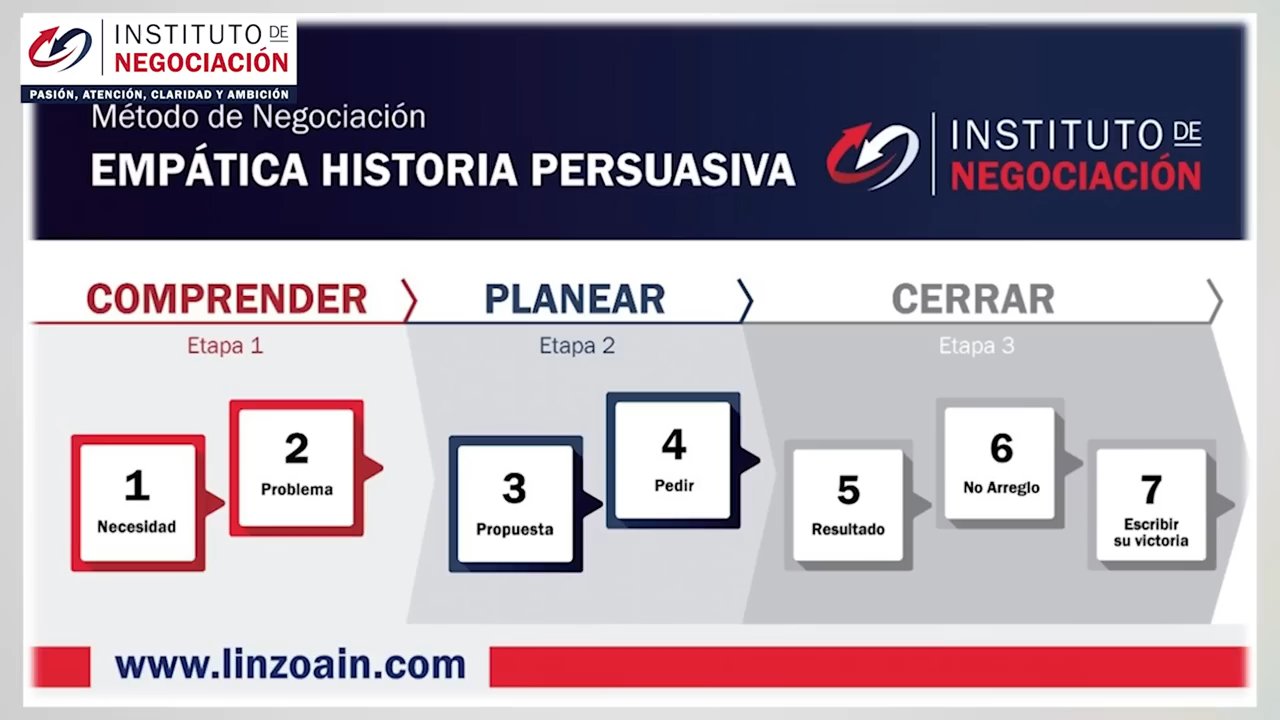 INSTITUTO DE
NEGOCIACIÓN
PASIÓN, ATENCIÓN, CLARIDAD Y AMBICIÓN
Método de Negociación
EMPÁTICA HISTORIA PERSUASIVA
INSTITUTO DE
NEGOCIACIÓN
COMPRENDER
Etapa 1
PLANEAR
Etapa 2
CERRAR
Etapa 3
1
Necesidad
2
Problema
3
Propuesta
4
Pedir
5
Resultado
6
No Arreglo
7
Escribir
su victoria
www.linzoain.com